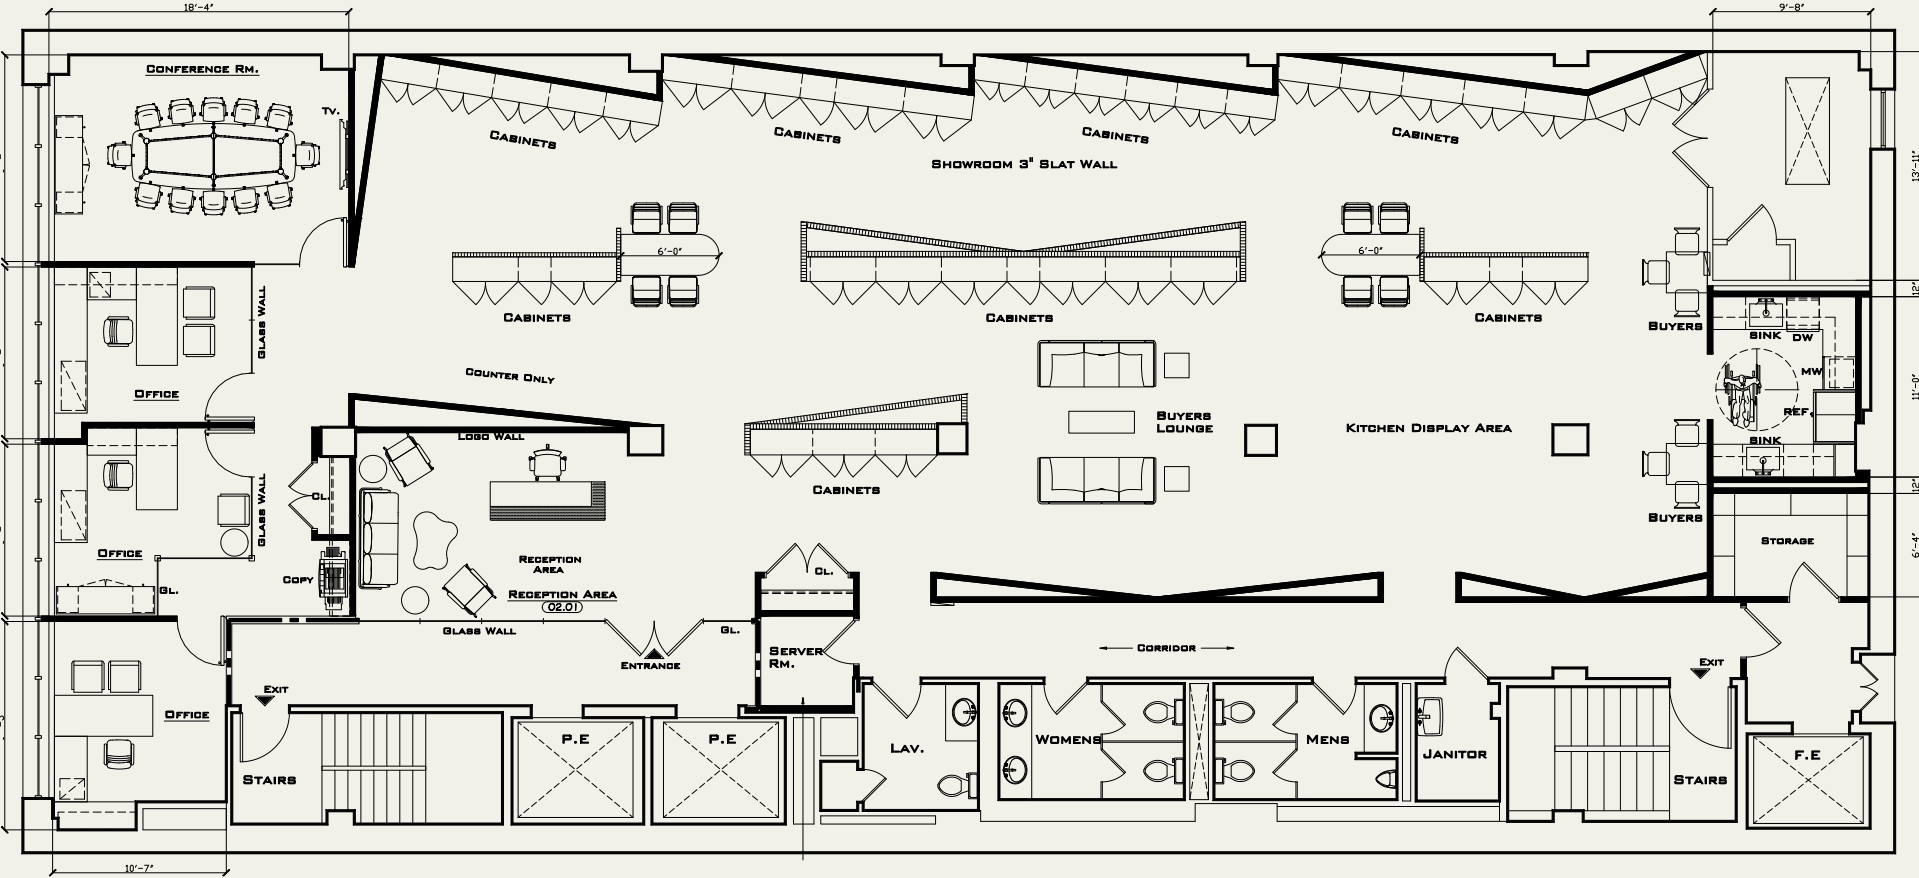 18'-4"
9'-8"
Conference Rm.
Tv.
Cabinets
Cabinets
Cabinets
Cabinets
Showroom 3" Slat Wall
13'-11"
6'-0"
6'-0"
12"
Glass Wall
Cabinets
Cabinets
Cabinets
Buyers
Sink
DW
MW
Counter Only
Office
11'-0"
Ref.
Buyers
Lounge
Kitchen Display Area
Logo Wall
Sink
Glass Wall
Cl.
Cabinets
12"
Buyers
Office
Storage
6'-4"
Reception
Area
Cl.
Copy
Gl.
Reception Area
02.01
Glass Wall
Gl.
Server
Rm.
Entrance
Corridor
Exit
Exit
Office
P.E
P.E
Lav.
Womens
Mens
Janitor
F.E
Stairs
Stairs
10'-7"